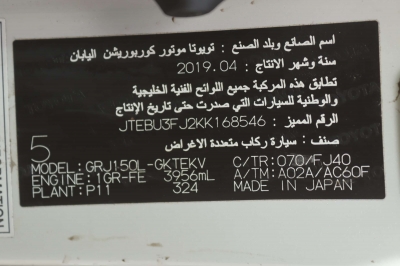 اسم الصانع وبلد الصنع : تويوتا موتور كوربوريشن اليابان
سنة وشهر الانتاج : 2019.04
تطابق هذه المركبة جميع اللوائح الفنية الخليجية
والوطنية للسيارات التي صدرت حتى تاريخ الإنتاج
الرقم المميز : JTEBU3FJ2KK168546
صنف : سيارة ركاب متعددة الاغراض
5
MODEL: GRJ150L-GKTEKV C/TR: 070/FJ40
ENGINE: 1GR-FE 3956mL A/TM: A02A/AC60F
PLANT: P11 324 MADE IN JAPAN